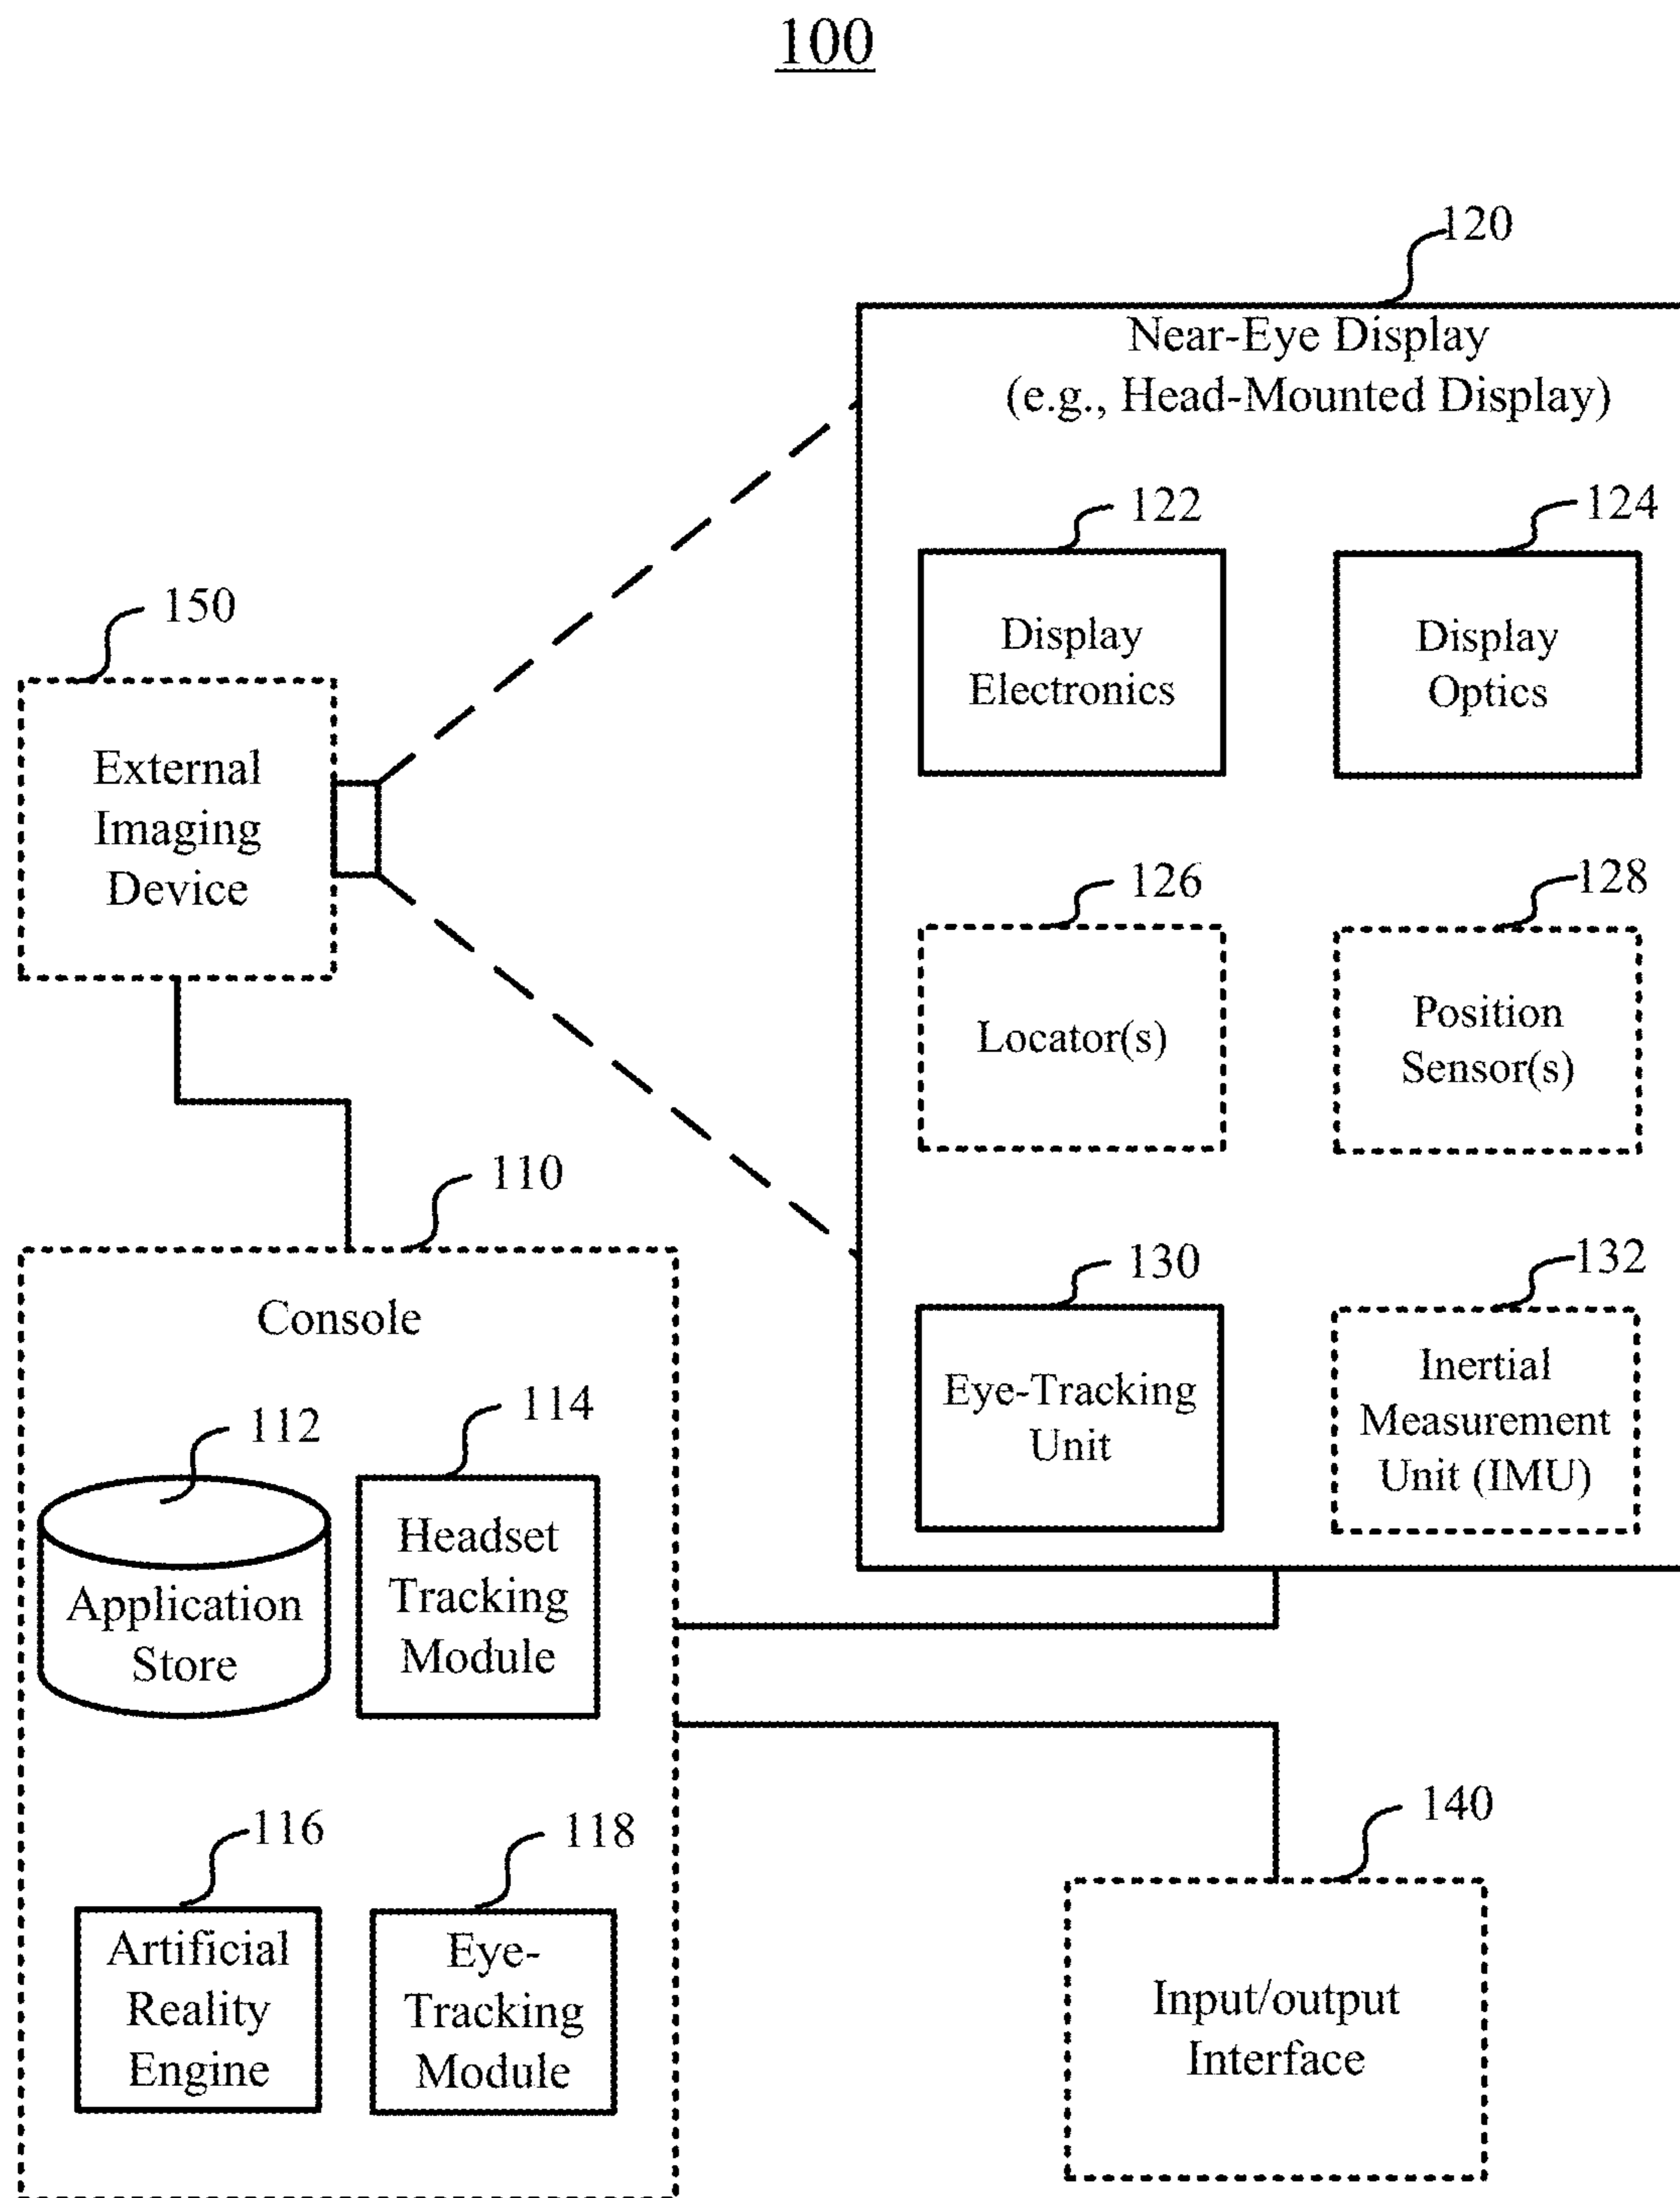 100
120
Near-Eye Display
(e.g., Head-Mounted Display)
122
124
Display
Electronics
Display
Optics
150
External
Imaging
Device
126
128
Locator(s)
Position
Sensor(s)
110
130
132
Console
Eye-Tracking
Unit
Inertial
Measurement
Unit (IMU)
112
114
Application
Store
Headset
Tracking
Module
116
118
140
Artificial
Reality
Engine
Eye-
Tracking
Module
Input/output
Interface